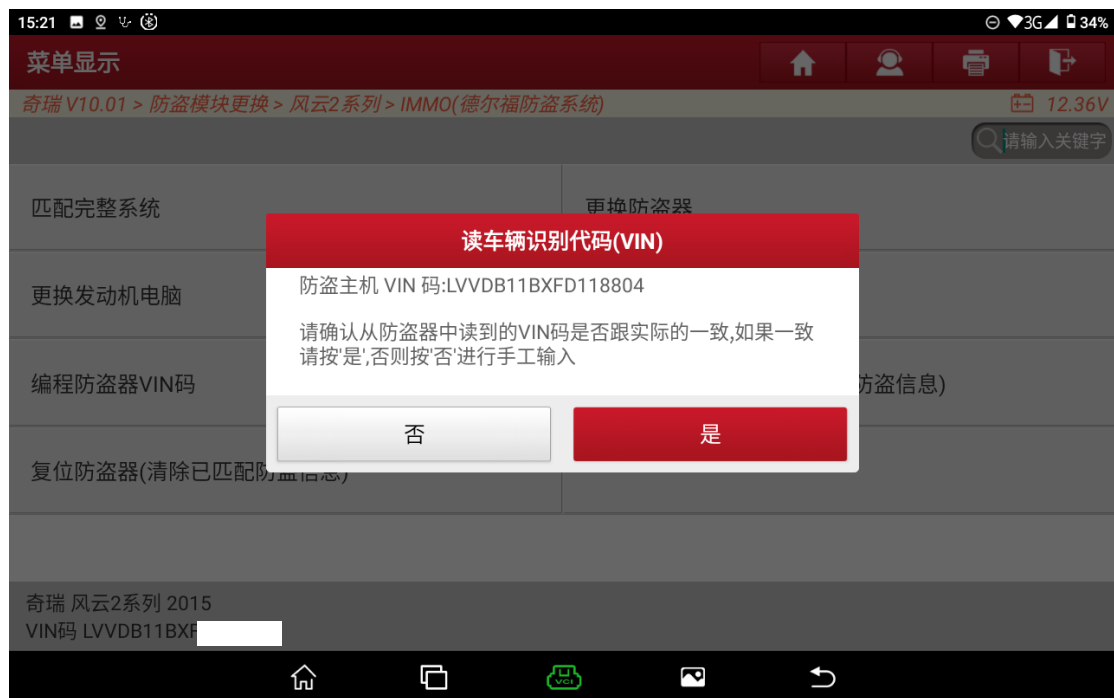 15:21
3G 34%
菜单显示
奇瑞 V10.01 > 防盗模块更换 > 风云2系列 > IMMO(德尔福防盗系统)
12.36V
请输入关键字
匹配完整系统
更换防盗器
读车辆识别代码(VIN)
防盗主机 VIN 码:LVVDB11BXFD118804
请确认从防盗器中读到的VIN码是否跟实际的一致,如果一致
请按'是',否则按'否'进行手工输入
更换发动机电脑
编程防盗器VIN码
防盗信息)
否
是
复位防盗器(清除已匹配防盗信息)
奇瑞 风云2系列 2015
VIN码 LVVDB11BXF
VCI